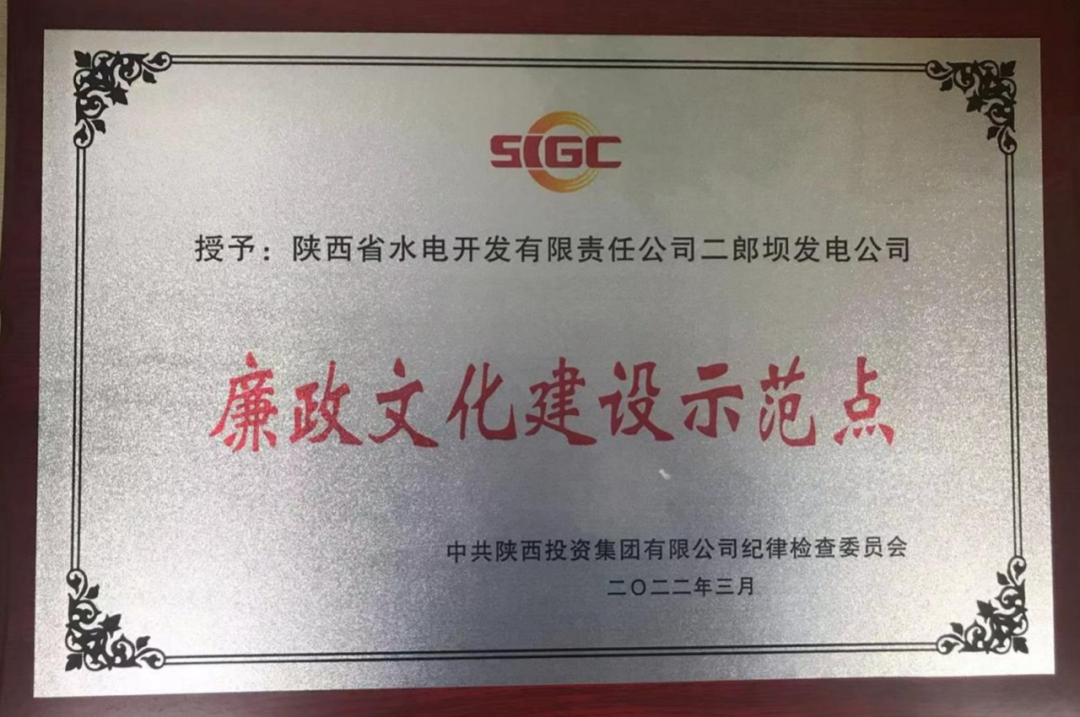 SIGC
授予：陕西省水电开发有限责任公司二郎坝发电公司
廉政文化建设示范点
中共陕西投资集团有限公司纪律检查委员会
二〇二二年三月